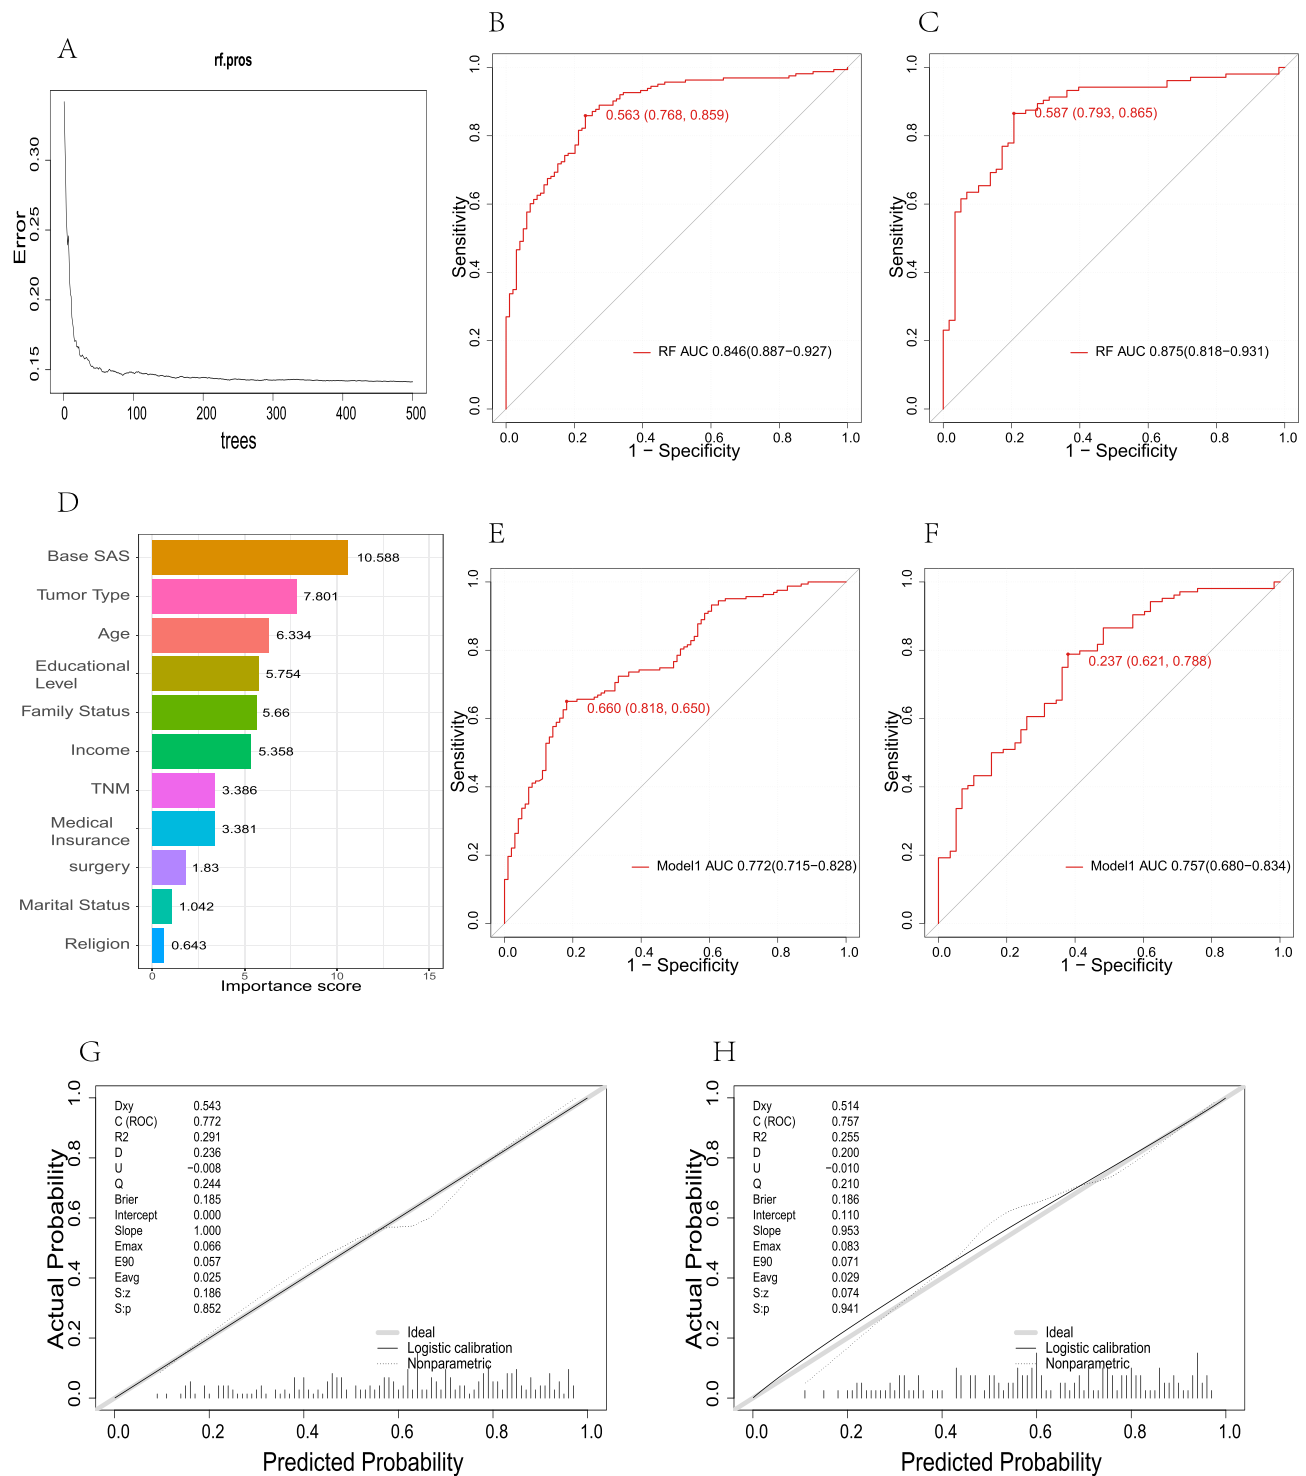 A
rf.pros
Error
0.30
0.25
0.20
0.15
0 100 200 300 400 500
trees
B
Sensitivity
1.0
0.8
0.6
0.4
0.2
0.0
0.563 (0.768, 0.859)
RF AUC 0.846(0.887−0.927)
0.0 0.2 0.4 0.6 0.8 1.0
1 − Specificity
C
Sensitivity
1.0
0.8
0.6
0.4
0.2
0.0
0.587 (0.793, 0.865)
RF AUC 0.875(0.818−0.931)
0.0 0.2 0.4 0.6 0.8 1.0
1 − Specificity
D
Base SAS 10.588
Tumor Type 7.801
Age 6.334
Educational
Level 5.754
Family Status 5.66
Income 5.358
TNM 3.386
Medical
Insurance 3.381
surgery 1.83
Marital Status 1.042
Religion 0.643
0 5 10 15
Importance score
E
Sensitivity
1.0
0.8
0.6
0.4
0.2
0.0
0.660 (0.818, 0.650)
Model1 AUC 0.772(0.715−0.828)
0.0 0.2 0.4 0.6 0.8 1.0
1 − Specificity
F
Sensitivity
1.0
0.8
0.6
0.4
0.2
0.0
0.237 (0.621, 0.788)
Model1 AUC 0.757(0.680−0.834)
0.0 0.2 0.4 0.6 0.8 1.0
1 − Specificity
G
Actual Probability
1.0
0.8
0.6
0.4
0.2
0.0
Dxy 0.543
C (ROC) 0.772
R2 0.291
D 0.236
U −0.008
Q 0.244
Brier 0.185
Intercept 0.000
Slope 1.000
Emax 0.066
E90 0.057
Eavg 0.025
S:z 0.186
S:p 0.852
Ideal
Logistic calibration
Nonparametric
0.0 0.2 0.4 0.6 0.8 1.0
Predicted Probability
H
Actual Probability
1.0
0.8
0.6
0.4
0.2
0.0
Dxy 0.514
C (ROC) 0.757
R2 0.255
D 0.200
U −0.010
Q 0.210
Brier 0.186
Intercept 0.110
Slope 0.953
Emax 0.083
E90 0.071
Eavg 0.029
S:z 0.074
S:p 0.941
Ideal
Logistic calibration
Nonparametric
0.0 0.2 0.4 0.6 0.8 1.0
Predicted Probability